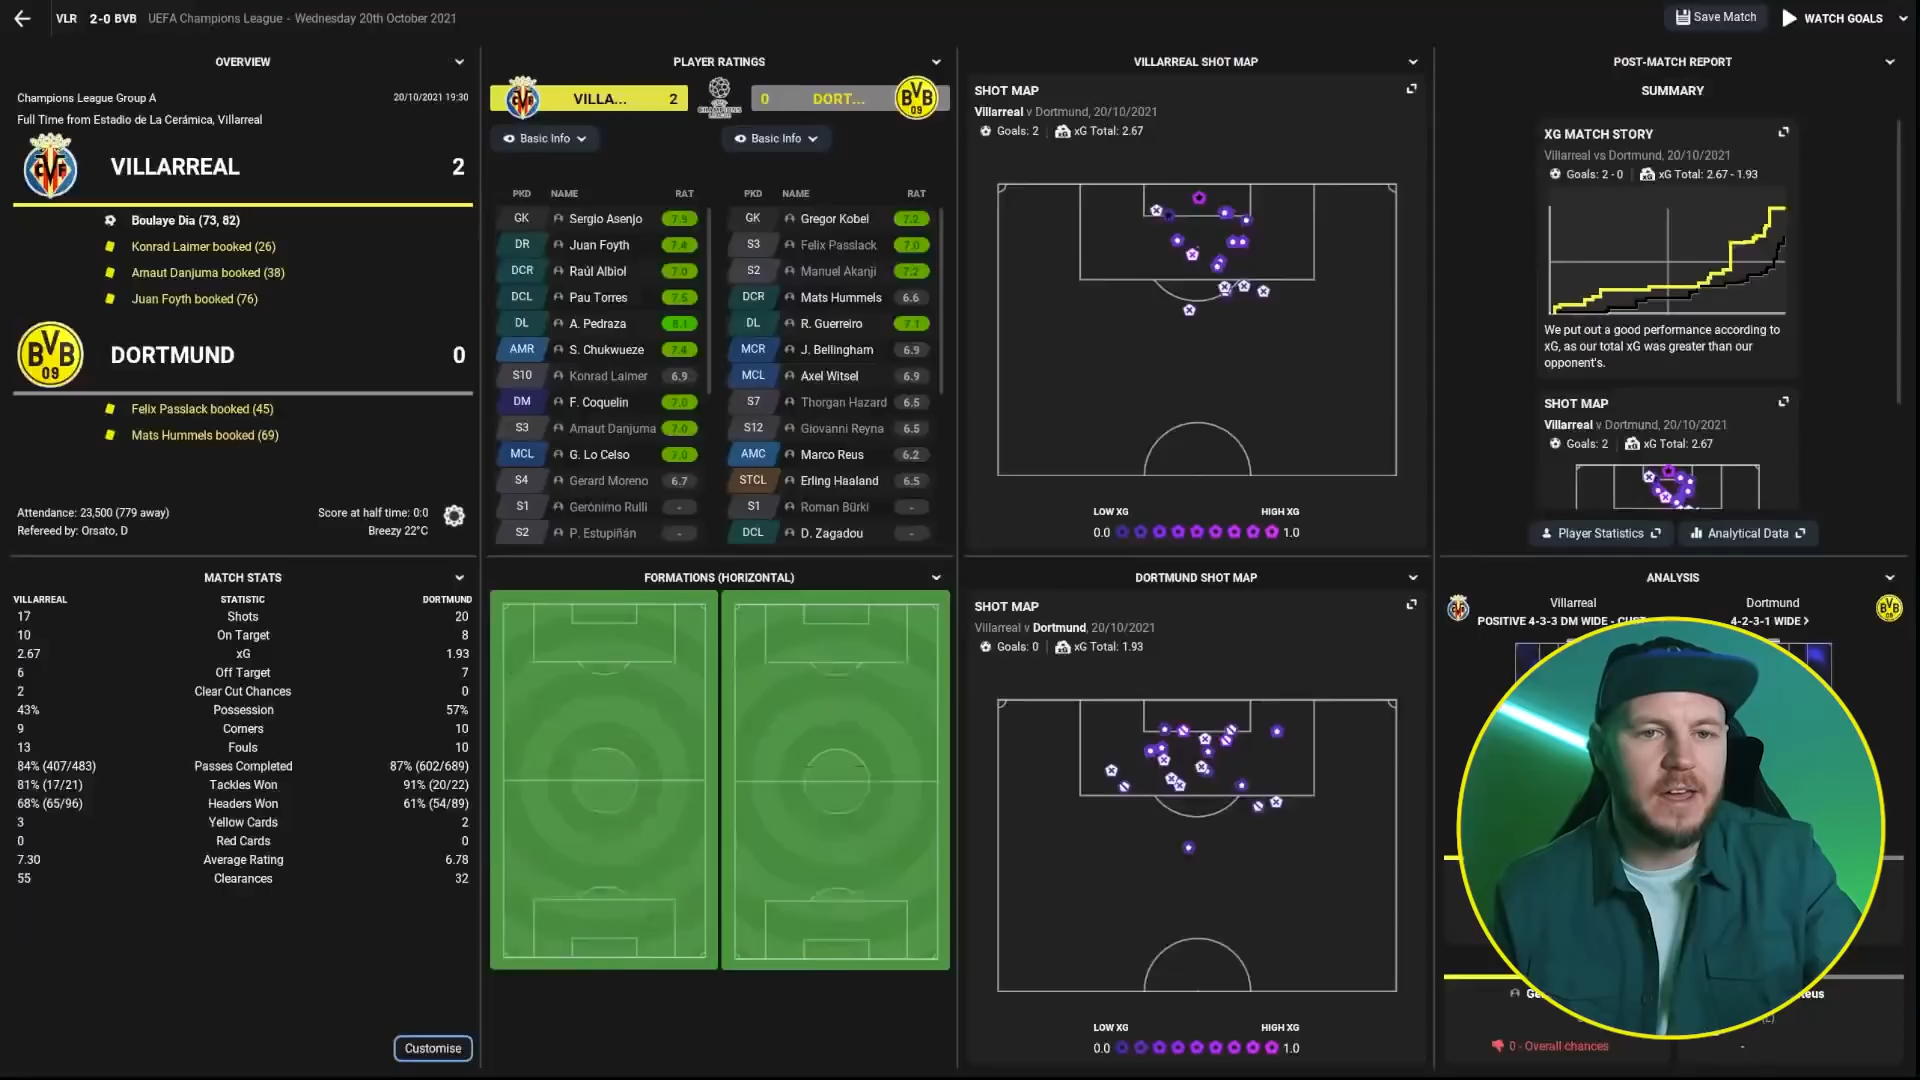 VLR 2-0 BVB UEFA Champions League - Wednesday 20th October 2021
Save Match
WATCH GOALS
OVERVIEW
Champions League Group A
20/10/2021 19:30
Full Time from Estadio de La Cerámica, Villarreal
VILLARREAL 2
Boulaye Dia (73, 82)
Konrad Laimer booked (26)
Arnaut Danjuma booked (38)
Juan Foyth booked (76)
DORTMUND 0
Felix Passlack booked (45)
Mats Hummels booked (69)
Attendance: 23,500 (779 away)
Score at half time: 0:0
Refereed by: Orsato, D
Breezy 22°C
PLAYER RATINGS
VILLA... 2
0 DORT...
Basic Info
Basic Info
PKD NAME RAT
GK Sergio Asenjo 7.9
DR Juan Foyth 7.4
DCR Raúl Albiol 7.0
DCL Pau Torres 7.5
DL A. Pedraza 8.1
AMR S. Chukwueze 7.4
S10 Konrad Laimer 6.9
DM F. Coquelin 7.0
S3 Arnaut Danjuma 7.0
MCL G. Lo Celso 7.0
S4 Gerard Moreno 6.7
S1 Gerónimo Rulli -
S2 P. Estupiñán -
PKD NAME RAT
GK Gregor Kobel 7.2
S3 Felix Passlack 7.0
S2 Manuel Akanji 7.2
DCR Mats Hummels 6.6
DL R. Guerreiro 7.1
MCR J. Bellingham 6.9
MCL Axel Witsel 6.9
S7 Thorgan Hazard 6.5
S12 Giovanni Reyna 6.5
AMC Marco Reus 6.2
STCL Erling Haaland 6.5
S1 Roman Bürki -
DCL D. Zagadou -
VILLARREAL SHOT MAP
SHOT MAP
Villarreal v Dortmund, 20/10/2021
Goals: 2 | xG Total: 2.67
LOW XG HIGH XG
0.0 1.0
POST-MATCH REPORT
SUMMARY
XG MATCH STORY
Villarreal vs Dortmund, 20/10/2021
Goals: 2 - 0 | xG Total: 2.67 - 1.93
We put out a good performance according to
xG, as our total xG was greater than our
opponent's.
SHOT MAP
Villarreal v Dortmund, 20/10/2021
Goals: 2 | xG Total: 2.67
Player Statistics
Analytical Data
MATCH STATS
VILLARREAL STATISTIC DORTMUND
17 Shots 20
10 On Target 8
2.67 xG 1.93
6 Off Target 7
2 Clear Cut Chances 0
43% Possession 57%
9 Corners 10
13 Fouls 10
84% (407/483) Passes Completed 87% (602/689)
81% (17/21) Tackles Won 91% (20/22)
68% (65/96) Headers Won 61% (54/89)
3 Yellow Cards 2
0 Red Cards 0
7.30 Average Rating 6.78
55 Clearances 32
Customise
FORMATIONS (HORIZONTAL)
DORTMUND SHOT MAP
SHOT MAP
Villarreal v Dortmund, 20/10/2021
Goals: 0 | xG Total: 1.93
LOW XG HIGH XG
0.0 1.0
ANALYSIS
Villarreal
Dortmund
POSITIVE 4-3-3 DM WIDE -
4-2-3-1 WIDE >
0 - Overall chances
-